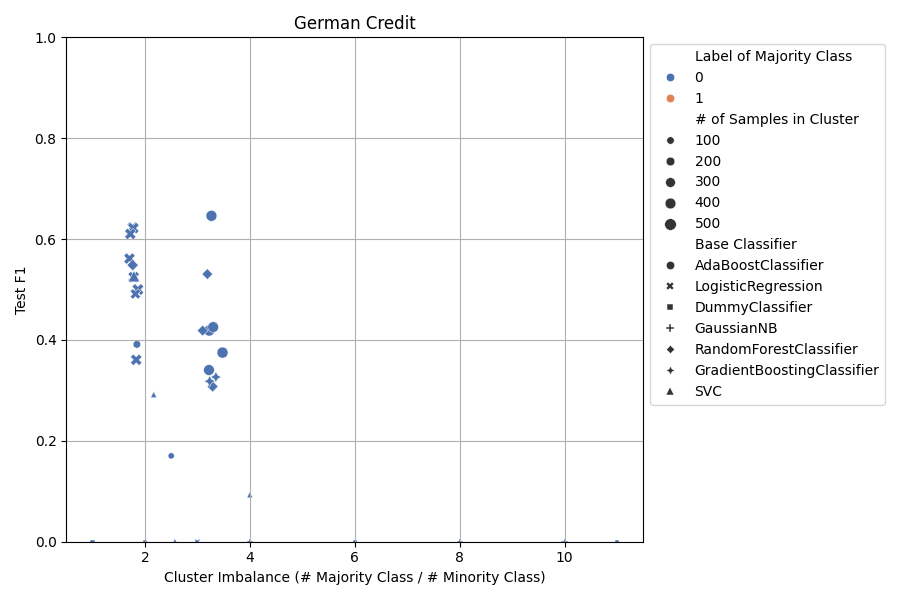 German Credit
1.0
0.8
0.6
0.4
0.2
0.0
Test F1
2
4
6
8
10
Cluster Imbalance (# Majority Class / # Minority Class)
Label of Majority Class
0
1
# of Samples in Cluster
100
200
300
400
500
Base Classifier
AdaBoostClassifier
LogisticRegression
DummyClassifier
GaussianNB
RandomForestClassifier
GradientBoostingClassifier
SVC